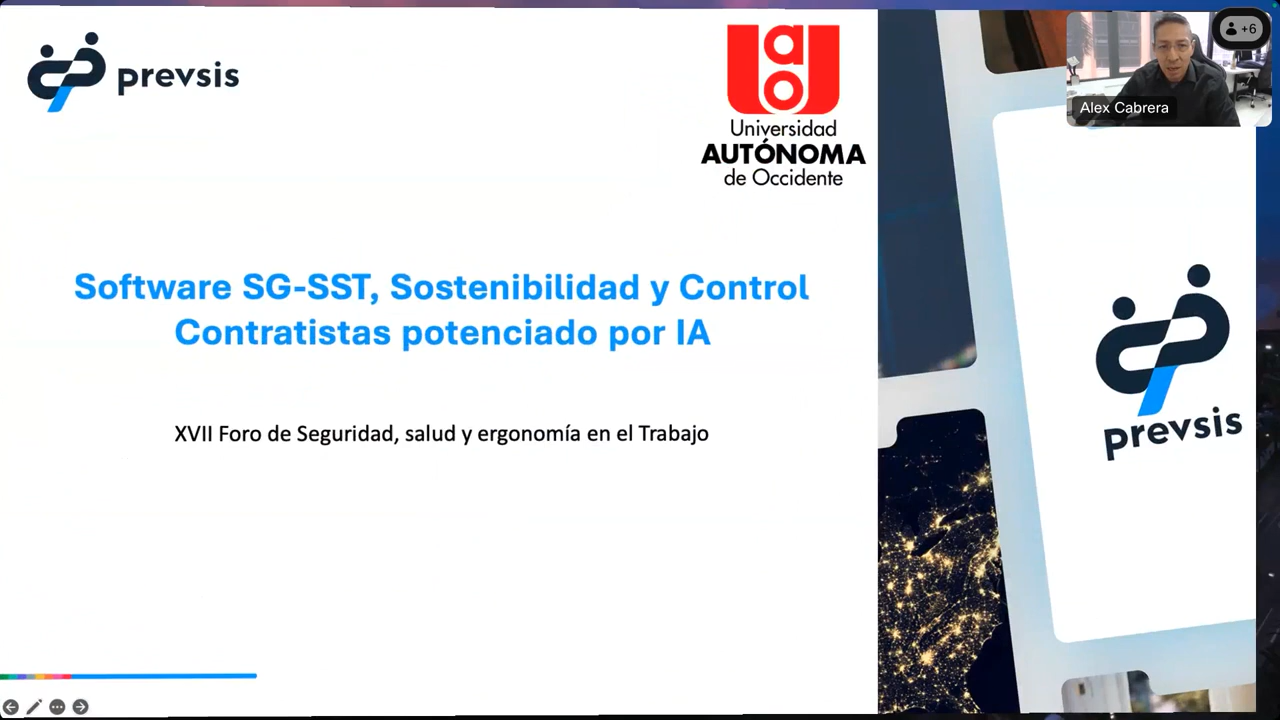 prevsis
uao
Universidad
AUTÓNOMA
de Occidente
+6
Alex Cabrera
Software SG-SST, Sostenibilidad y Control
Contratistas potenciado por IA
XVII Foro de Seguridad, salud y ergonomía en el Trabajo
prevsis